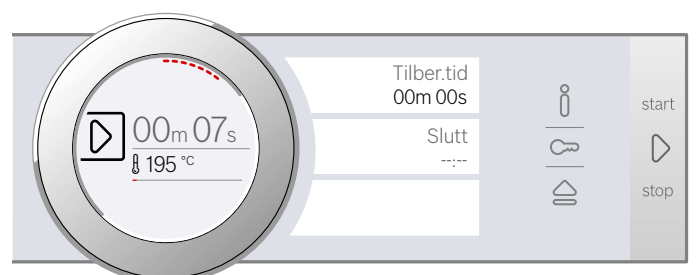 00m 07s
195 °C
Tilber.tid
00m 00s
Slutt
--:--
start
stop